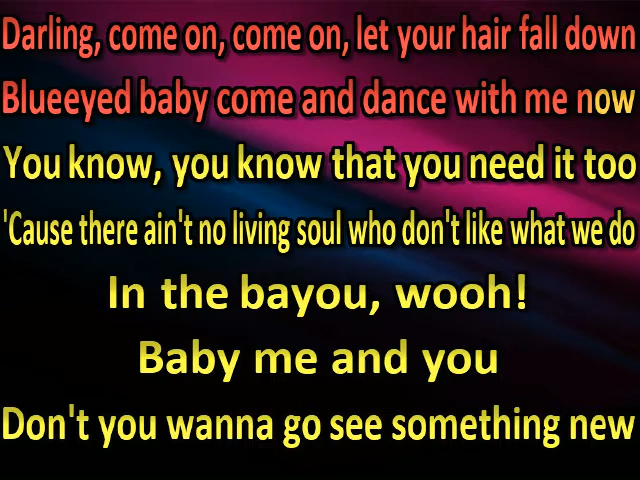 Darling, come on, come on, let your hair fall down
Blueeyed baby come and dance with me now
You know, you know that you need it too
'Cause there ain't no living soul who don't like what we do
In the bayou, wooh!
Baby me and you
Don't you wanna go see something new